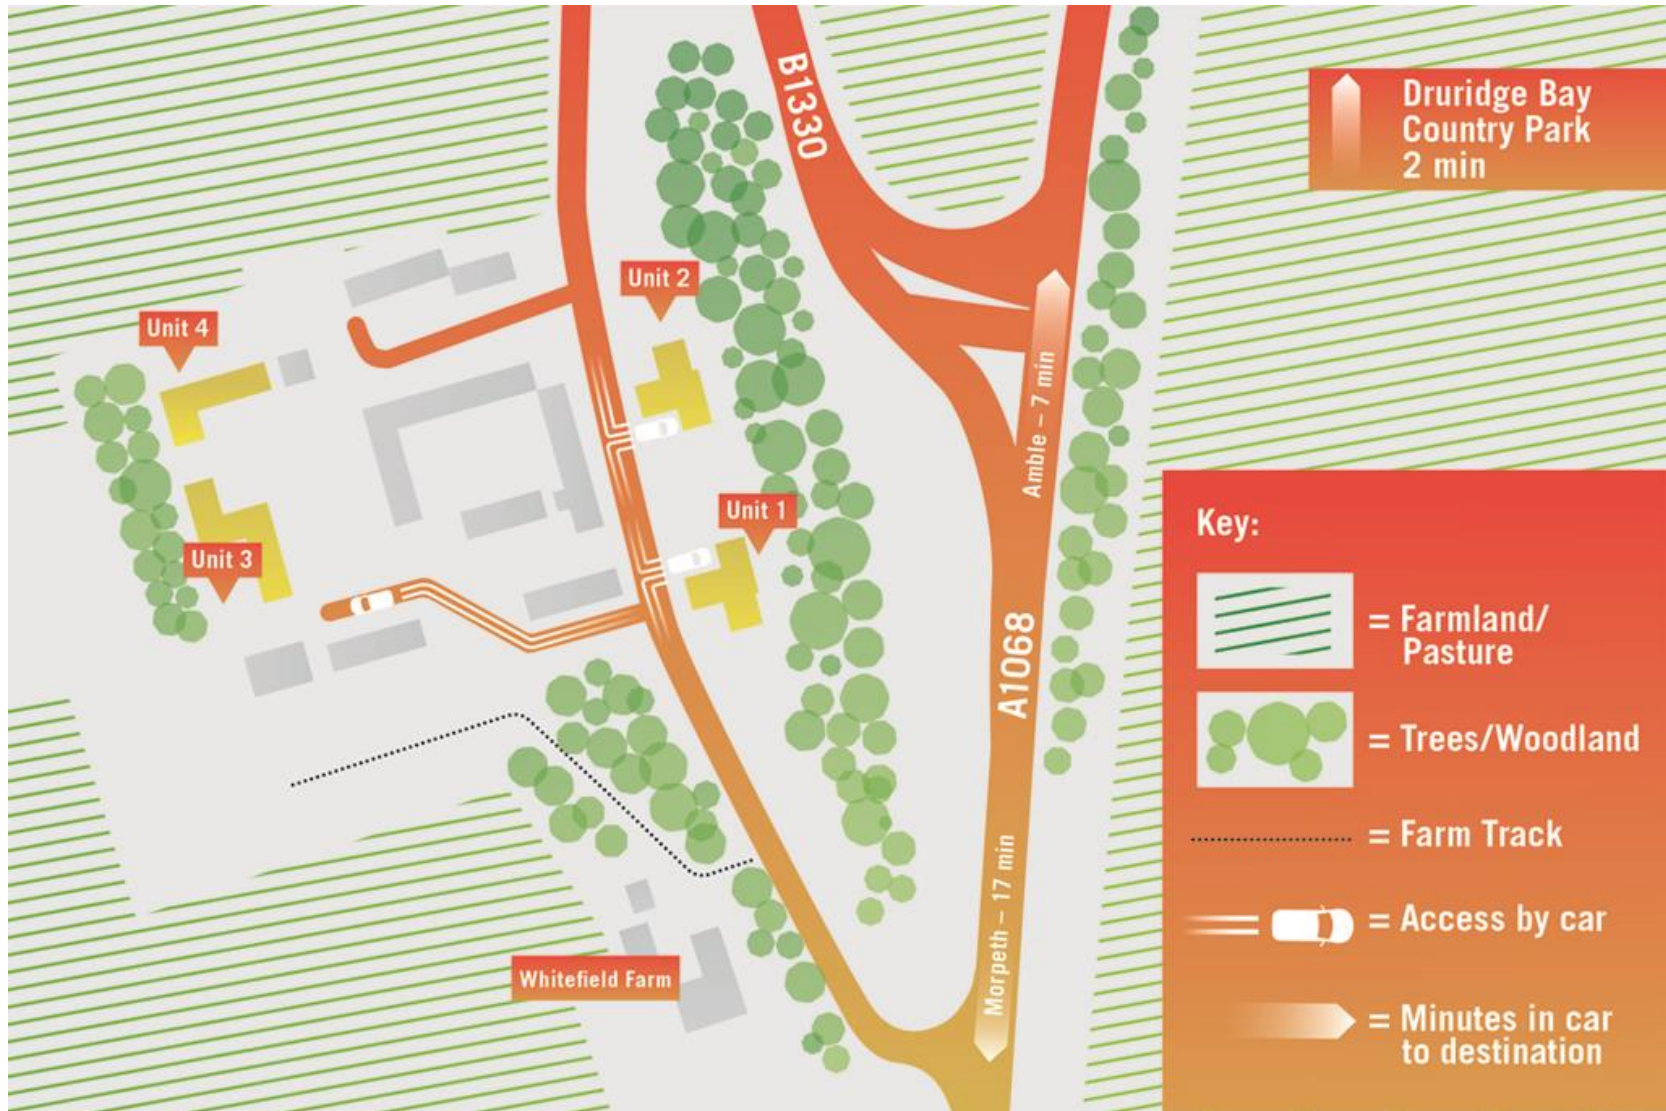 B1330
Druridge Bay
Country Park
2 min
Unit 2
Unit 4
Amble – 7 min
Unit 1
Key:
Unit 3
= Farmland/
Pasture
A1068
= Trees/Woodland
= Farm Track
Morpeth – 17 min
= Access by car
Whitefield Farm
= Minutes in car
to destination